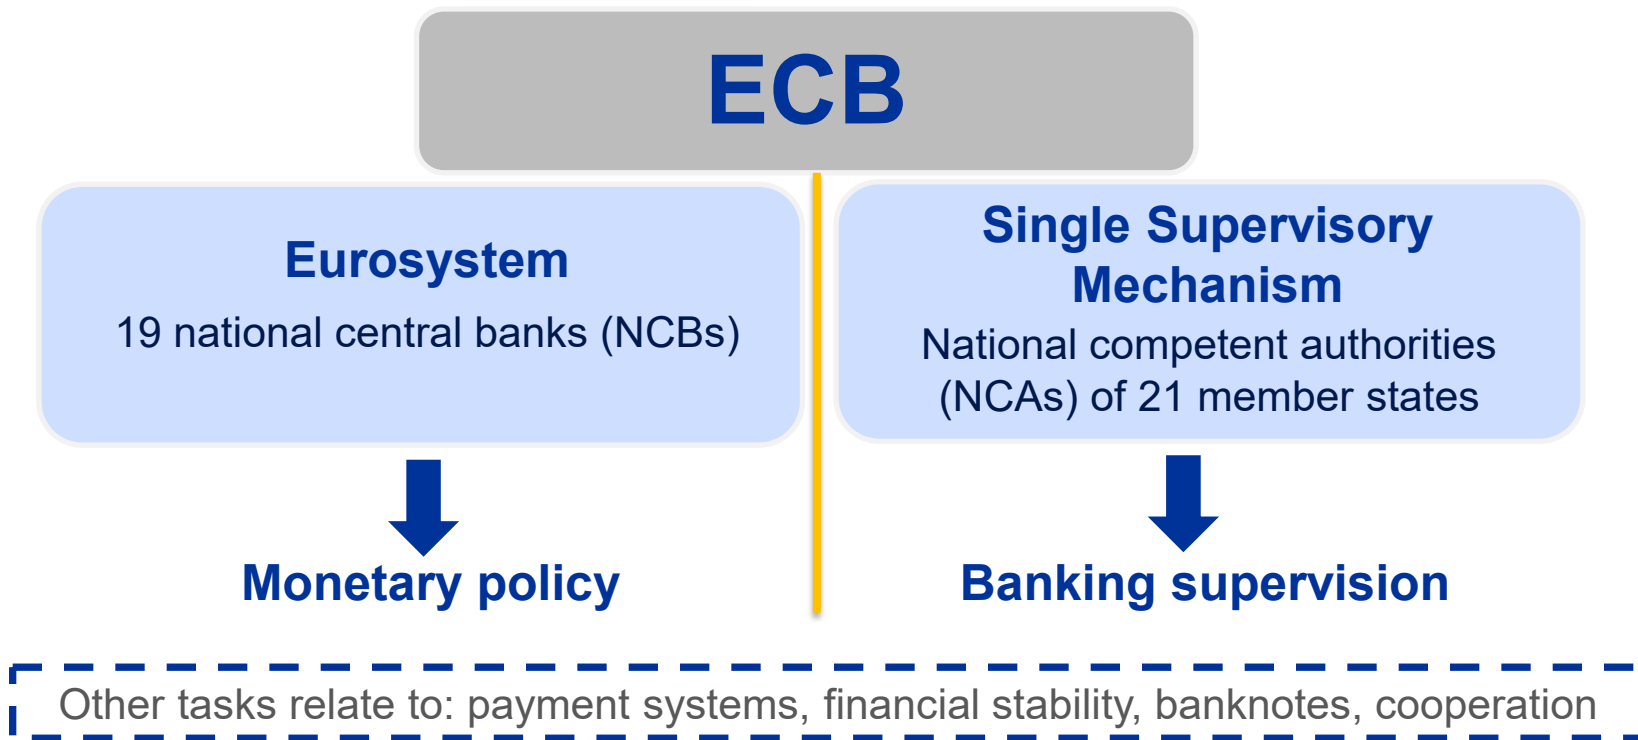 ECB
Eurosystem
19 national central banks (NCBs)
Single Supervisory
Mechanism
National competent authorities
(NCAs) of 21 member states
Monetary policy
Banking supervision
Other tasks relate to: payment systems, financial stability, banknotes, cooperation